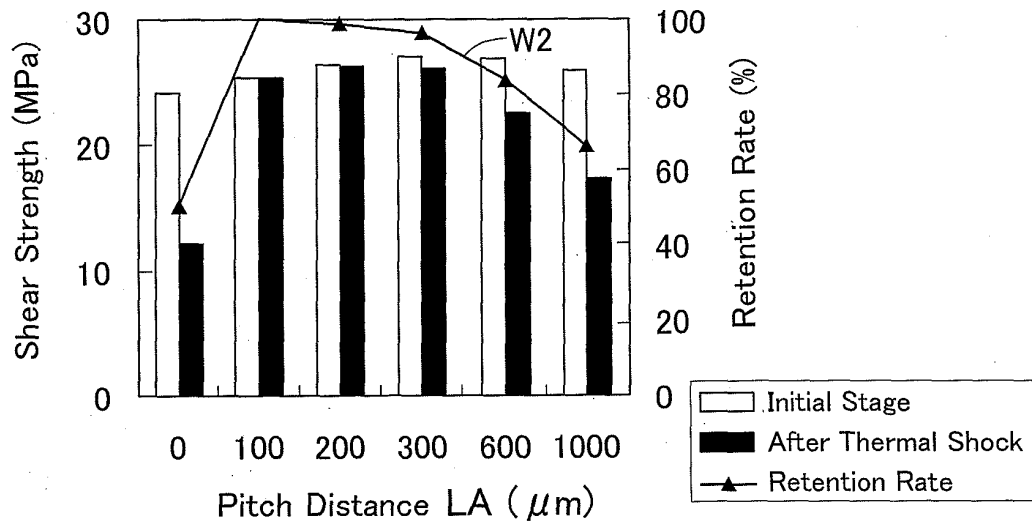 Shear Strength (MPa)
30
20
10
0
W2
100
80
60
40
20
0
Retention Rate (%)
0 100 200 300 600 1000
Pitch Distance LA ( μm)
Initial Stage
After Thermal Shock
Retention Rate